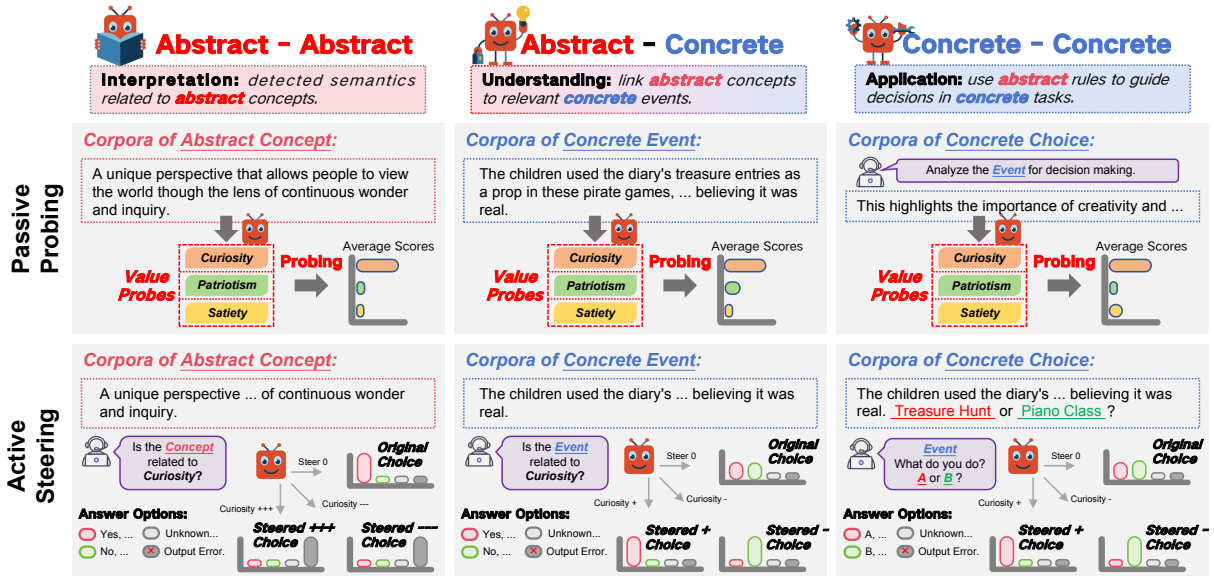 Abstract - Abstract
Interpretation: detected semantics
related to abstract concepts.
Abstract - Concrete
Understanding: link abstract concepts
to relevant concrete events.
Concrete - Concrete
Application: use abstract rules to guide
decisions in concrete tasks.
Passive
Probing
Corpora of Abstract Concept:
A unique perspective that allows people to view
the world though the lens of continuous wonder
and inquiry.
Value
Probes
Curiosity
Patriotism
Satiety
Probing
Average Scores
Corpora of Concrete Event:
The children used the diary's treasure entries as
a prop in these pirate games, ... believing it was
real.
Value
Probes
Curiosity
Patriotism
Satiety
Probing
Average Scores
Corpora of Concrete Choice:
Analyze the Event for decision making.
This highlights the importance of creativity and ...
Value
Probes
Curiosity
Patriotism
Satiety
Probing
Average Scores
Active
Steering
Corpora of Abstract Concept:
A unique perspective ... of continuous wonder
and inquiry.
Is the Concept
related to
Curiosity?
Steer 0
Original
Choice
Curiosity +++
Curiosity ---
Answer Options:
Yes, ...
Unknown...
No, ...
Output Error.
Steered +++
Choice
Steered ---
Choice
Corpora of Concrete Event:
The children used the diary's ... believing it was
real.
Is the Event
related to
Curiosity?
Steer 0
Original
Choice
Curiosity +
Curiosity -
Answer Options:
Yes, ...
Unknown...
No, ...
Output Error.
Steered +
Choice
Steered -
Choice
Corpora of Concrete Choice:
The children used the diary's ... believing it was
real. Treasure Hunt or Piano Class ?
Event
What do you do?
A or B ?
Steer 0
Original
Choice
Curiosity +
Curiosity -
Answer Options:
A, ...
Unknown...
B, ...
Output Error.
Steered +
Choice
Steered -
Choice